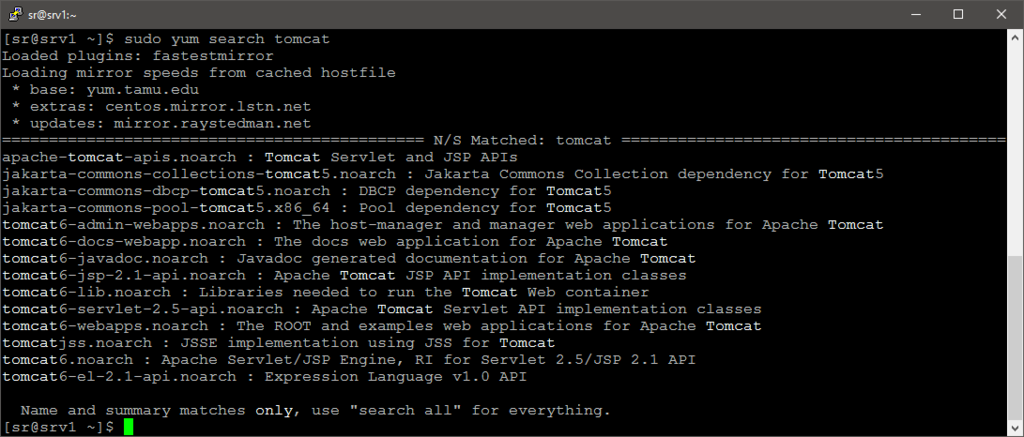 sr@srv1:~
[sr@srv1 ~]$ sudo yum search tomcat
Loaded plugins: fastestmirror
Loading mirror speeds from cached hostfile
 * base: yum.tamu.edu
 * extras: centos.mirror.lstn.net
 * updates: mirror.raystedman.net
============================================= N/S Matched: tomcat =========================================
apache-tomcat-apis.noarch : Tomcat Servlet and JSP APIs
jakarta-commons-collections-tomcat5.noarch : Jakarta Commons Collection dependency for Tomcat5
jakarta-commons-dbcp-tomcat5.noarch : DBCP dependency for Tomcat5
jakarta-commons-pool-tomcat5.x86_64 : Pool dependency for Tomcat5
tomcat6-admin-webapps.noarch : The host-manager and manager web applications for Apache Tomcat
tomcat6-docs-webapp.noarch : The docs web application for Apache Tomcat
tomcat6-javadoc.noarch : Javadoc generated documentation for Apache Tomcat
tomcat6-jsp-2.1-api.noarch : Apache Tomcat JSP API implementation classes
tomcat6-lib.noarch : Libraries needed to run the Tomcat Web container
tomcat6-servlet-2.5-api.noarch : Apache Tomcat Servlet API implementation classes
tomcat6-webapps.noarch : The ROOT and examples web applications for Apache Tomcat
tomcatjss.noarch : JSSE implementation using JSS for Tomcat
tomcat6.noarch : Apache Servlet/JSP Engine, RI for Servlet 2.5/JSP 2.1 API
tomcat6-el-2.1-api.noarch : Expression Language v1.0 API
  Name and summary matches only, use "search all" for everything.
[sr@srv1 ~]$